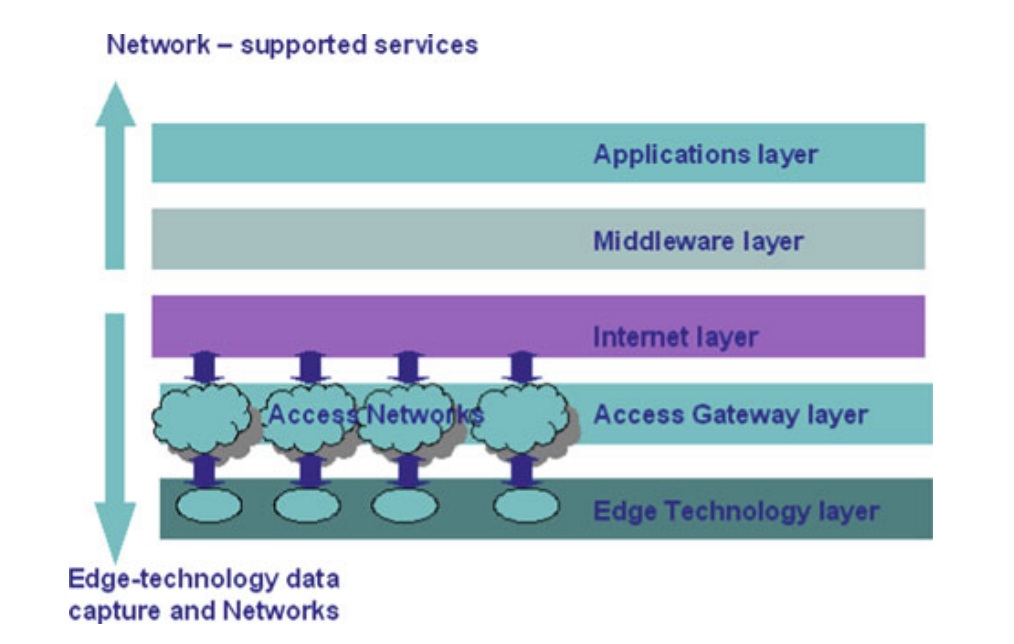 Network – supported services
Applications layer
Middleware layer
Internet layer
Access Networks
Access Gateway layer
Edge Technology layer
Edge-technology data
capture and Networks